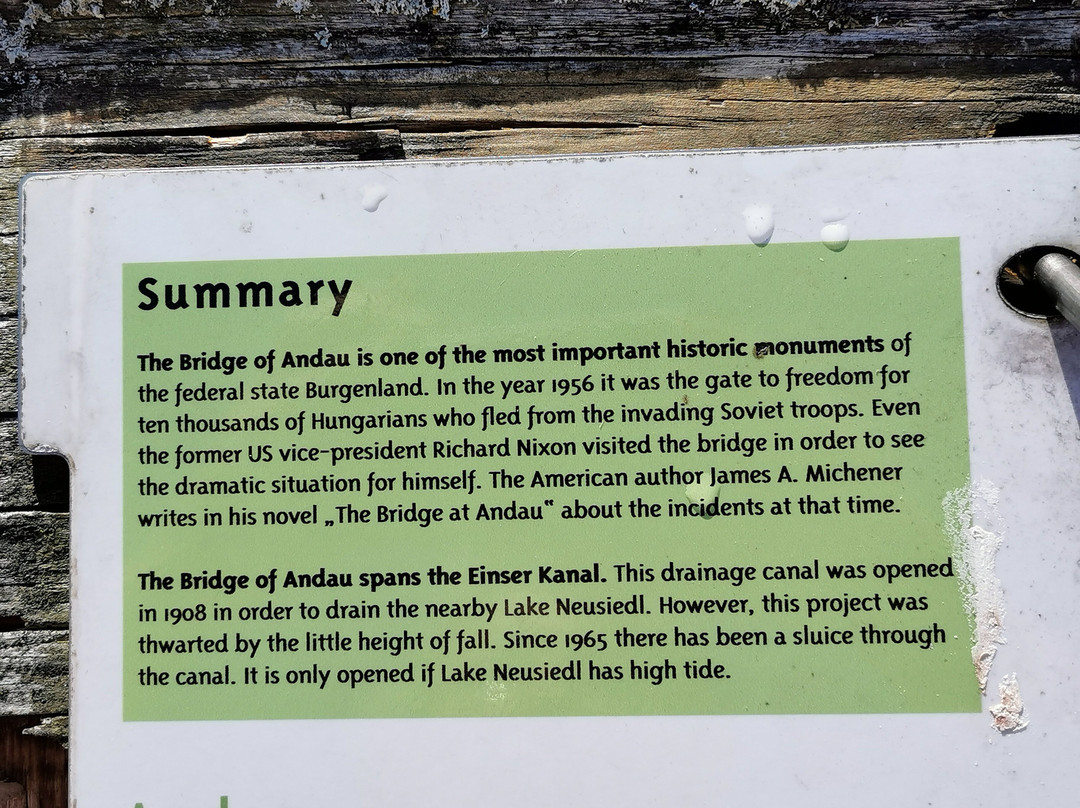 Summary
The Bridge of Andau is one of the most important historic monuments of
the federal state Burgenland. In the year 1956 it was the gate to freedom for
ten thousands of Hungarians who fled from the invading Soviet troops. Even
the former US vice-president Richard Nixon visited the bridge in order to see
the dramatic situation for himself. The American author James A. Michener
writes in his novel „The Bridge at Andau“ about the incidents at that time.
The Bridge of Andau spans the Einser Kanal. This drainage canal was opened
in 1908 in order to drain the nearby Lake Neusiedl. However, this project was
thwarted by the little height of fall. Since 1965 there has been a sluice through
the canal. It is only opened if Lake Neusiedl has high tide.